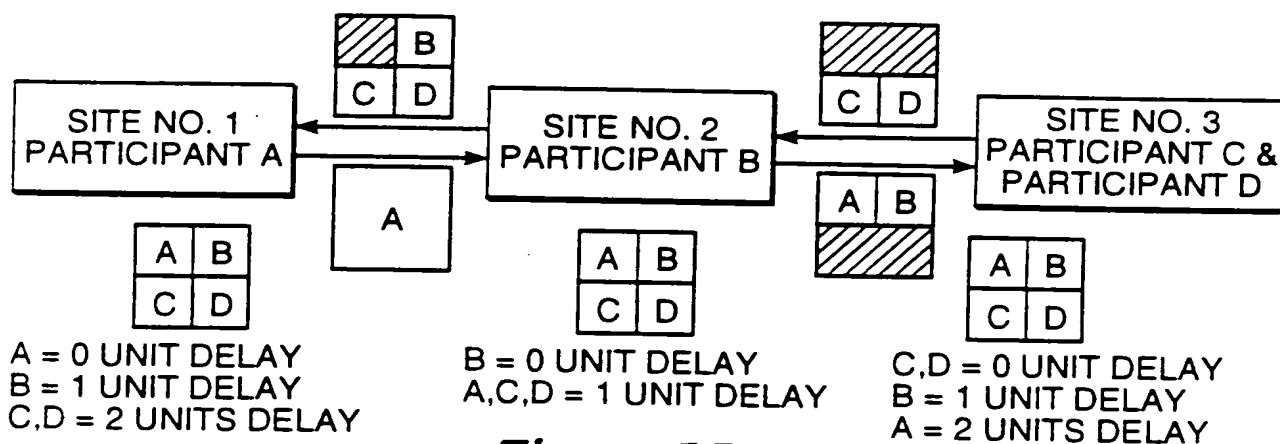 B
C D
C D
SITE NO. 1
PARTICIPANT A
SITE NO. 2
PARTICIPANT B
SITE NO. 3
PARTICIPANT C &
PARTICIPANT D
A
A B
A B
C D
A B
C D
A B
C D
A = 0 UNIT DELAY
B = 1 UNIT DELAY
C,D = 2 UNITS DELAY
B = 0 UNIT DELAY
A,C,D = 1 UNIT DELAY
C,D = 0 UNIT DELAY
B = 1 UNIT DELAY
A = 2 UNITS DELAY